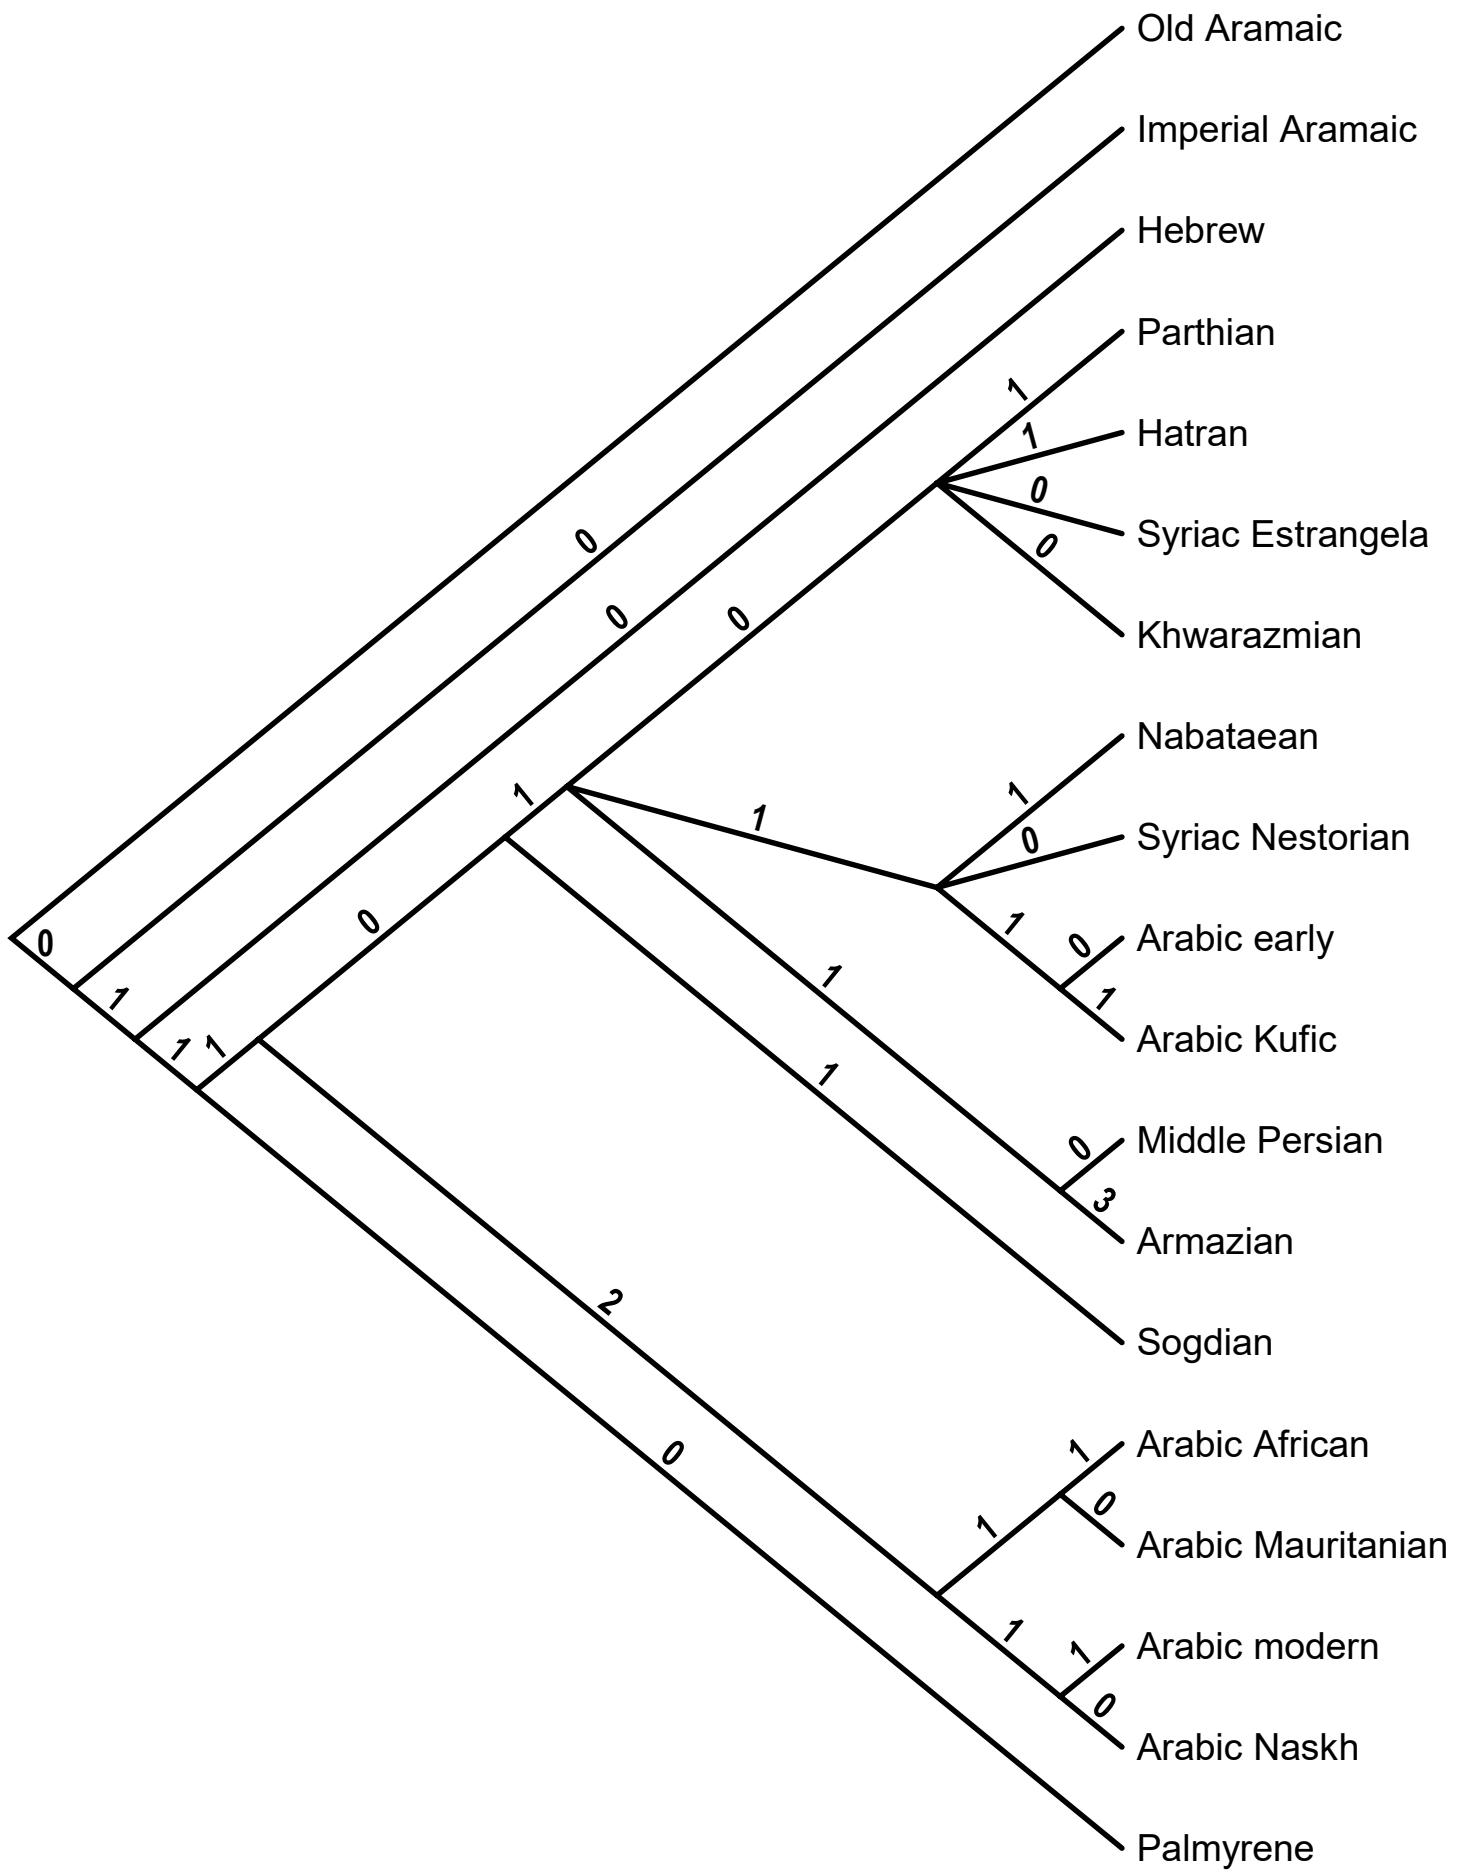 Old Aramaic
Imperial Aramaic
Hebrew
Parthian
1
Hatran
1
0
Syriac Estrangela
0
0
Khwarazmian
0
0
Nabataean
1
1
1
Syriac Nestorian
0
0
1
0
Arabic early
0
1
1
1
Arabic Kufic
1
1
1
0
Middle Persian
3
Armazian
2
Sogdian
1
Arabic African
0
0
1
Arabic Mauritanian
1
1
Arabic modern
0
Arabic Naskh
Palmyrene